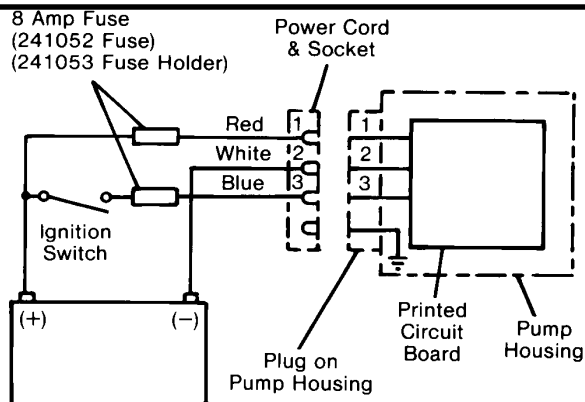 8 Amp Fuse
(241052 Fuse)
(241053 Fuse Holder)
Power Cord
& Socket
Red
White
Blue
1
2
3
1
2
3
Ignition
Switch
(+)
(−)
Plug on
Pump Housing
Printed
Circuit
Board
Pump
Housing